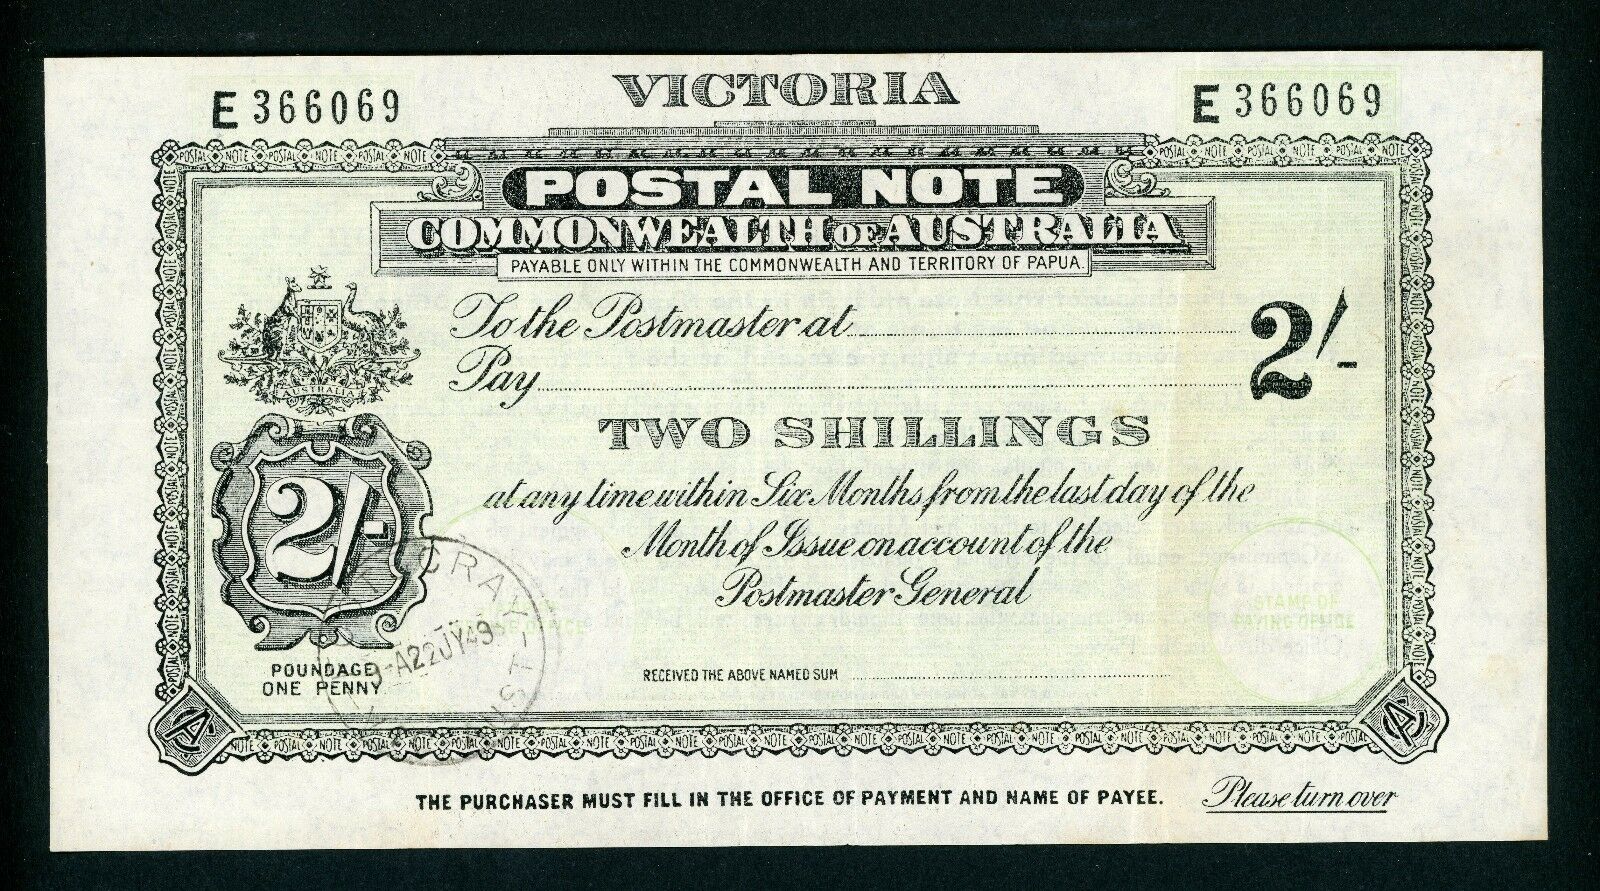 VICTORIA
E 366069
E 366069
POSTAL NOTE
COMMONWEALTH OF AUSTRALIA
PAYABLE ONLY WITHIN THE COMMONWEALTH AND TERRITORY OF PAPUA.
To the Postmaster at
2/-
Pay
AUSTRALIA
TWO SHILLINGS
at any time within Six Months from the last day of the
2/-
Month of Issue on account of the
Postmaster General
STAMP OF
PAYING OFFICE
A22JY49
POUNDAGE
ONE PENNY
RECEIVED THE ABOVE NAMED SUM
THE PURCHASER MUST FILL IN THE OFFICE OF PAYMENT AND NAME OF PAYEE.
Please turn over